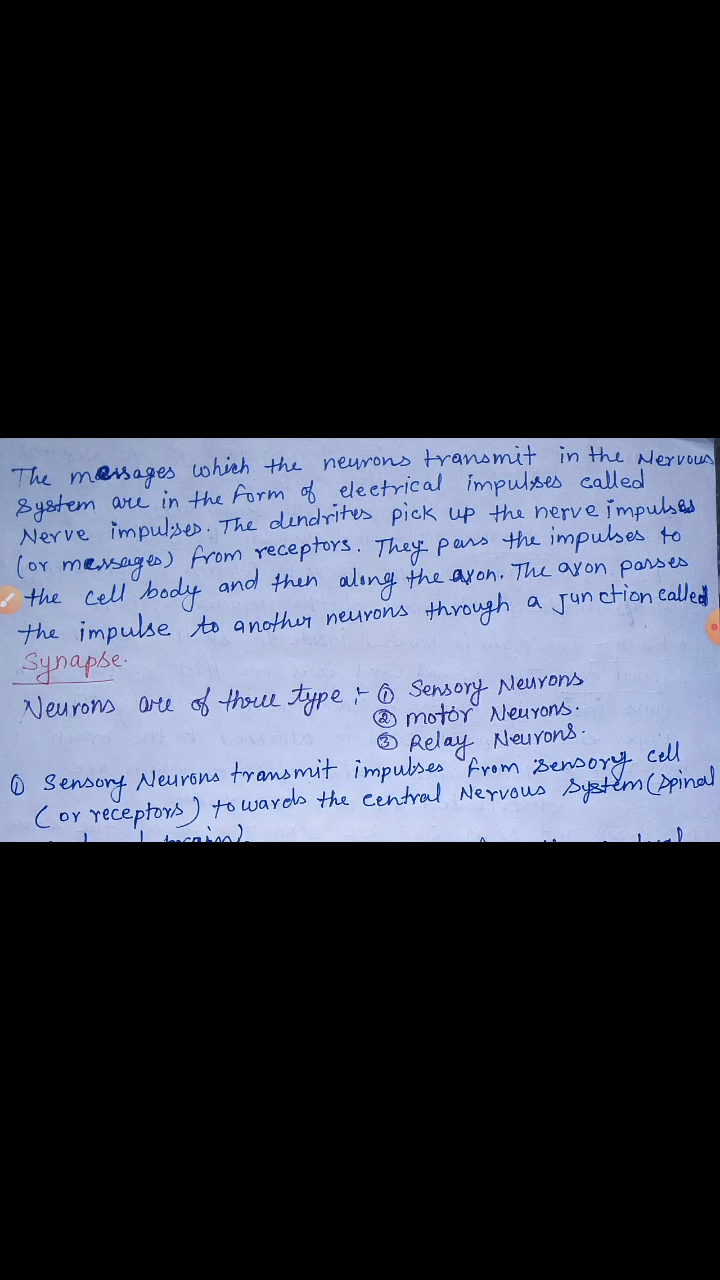 The messages which the neurons transmit in the Nervous
System are in the form of electrical impulses called
Nerve impulses. The dendrites pick up the nerve impulses
(or messages) from receptors. They pass the impulses to
the cell body and then along the axon. The axon passes
the impulse to another neurons through a junction called
Synapse.
Neurons are of three type :- ① Sensory Neurons
② motor Neurons.
③ Relay Neurons.
① Sensory Neurons transmit impulses from sensory cell
(or receptors) towards the central Nervous System (spinal
brain).